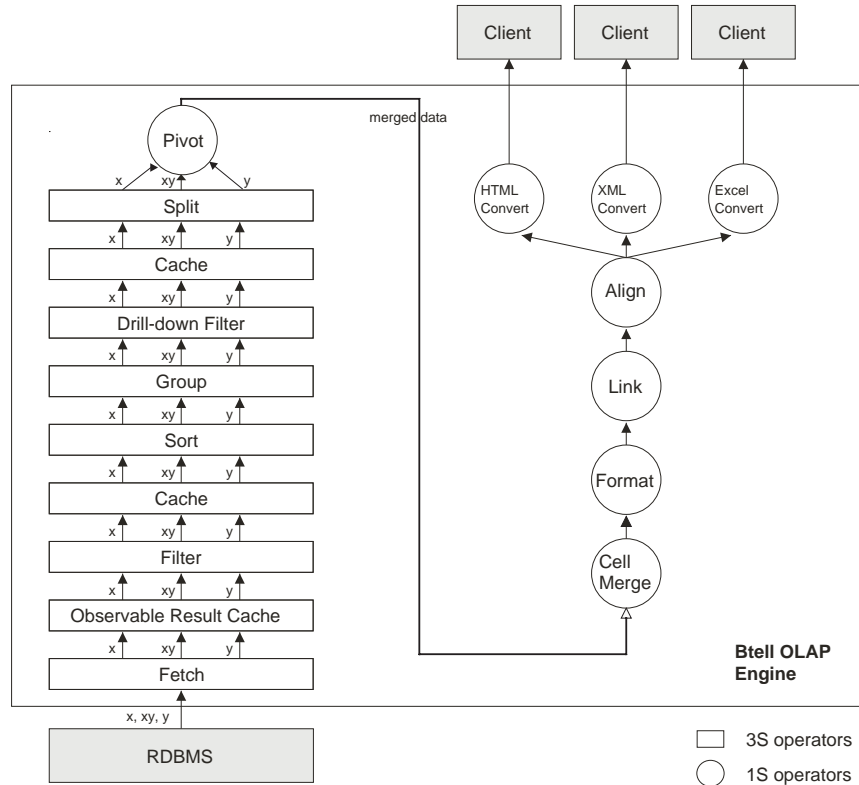 Client
Client
Client
merged data
Pivot
x
xy
y
Split
x
xy
y
Cache
x
xy
y
Drill-down Filter
x
xy
y
Group
x
xy
y
Sort
x
xy
y
Cache
x
xy
y
Filter
x
xy
y
Observable Result Cache
x
xy
y
Fetch
x, xy, y
RDBMS
HTML
Convert
XML
Convert
Excel
Convert
Align
Link
Format
Cell
Merge
Btell OLAP
Engine
3S operators
1S operators